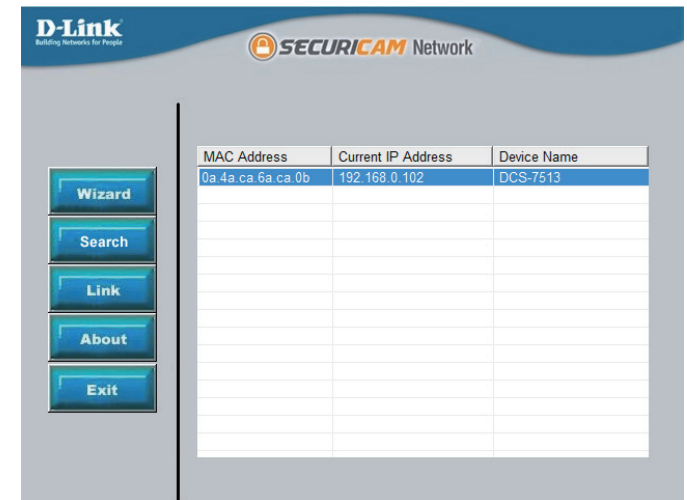 D-Link
Building Networks for People
SECURICAM Network
MAC Address Current IP Address Device Name
0a.4a.ca.6a.ca.0b 192.168.0.102 DCS-7513
Wizard
Search
Link
About
Exit